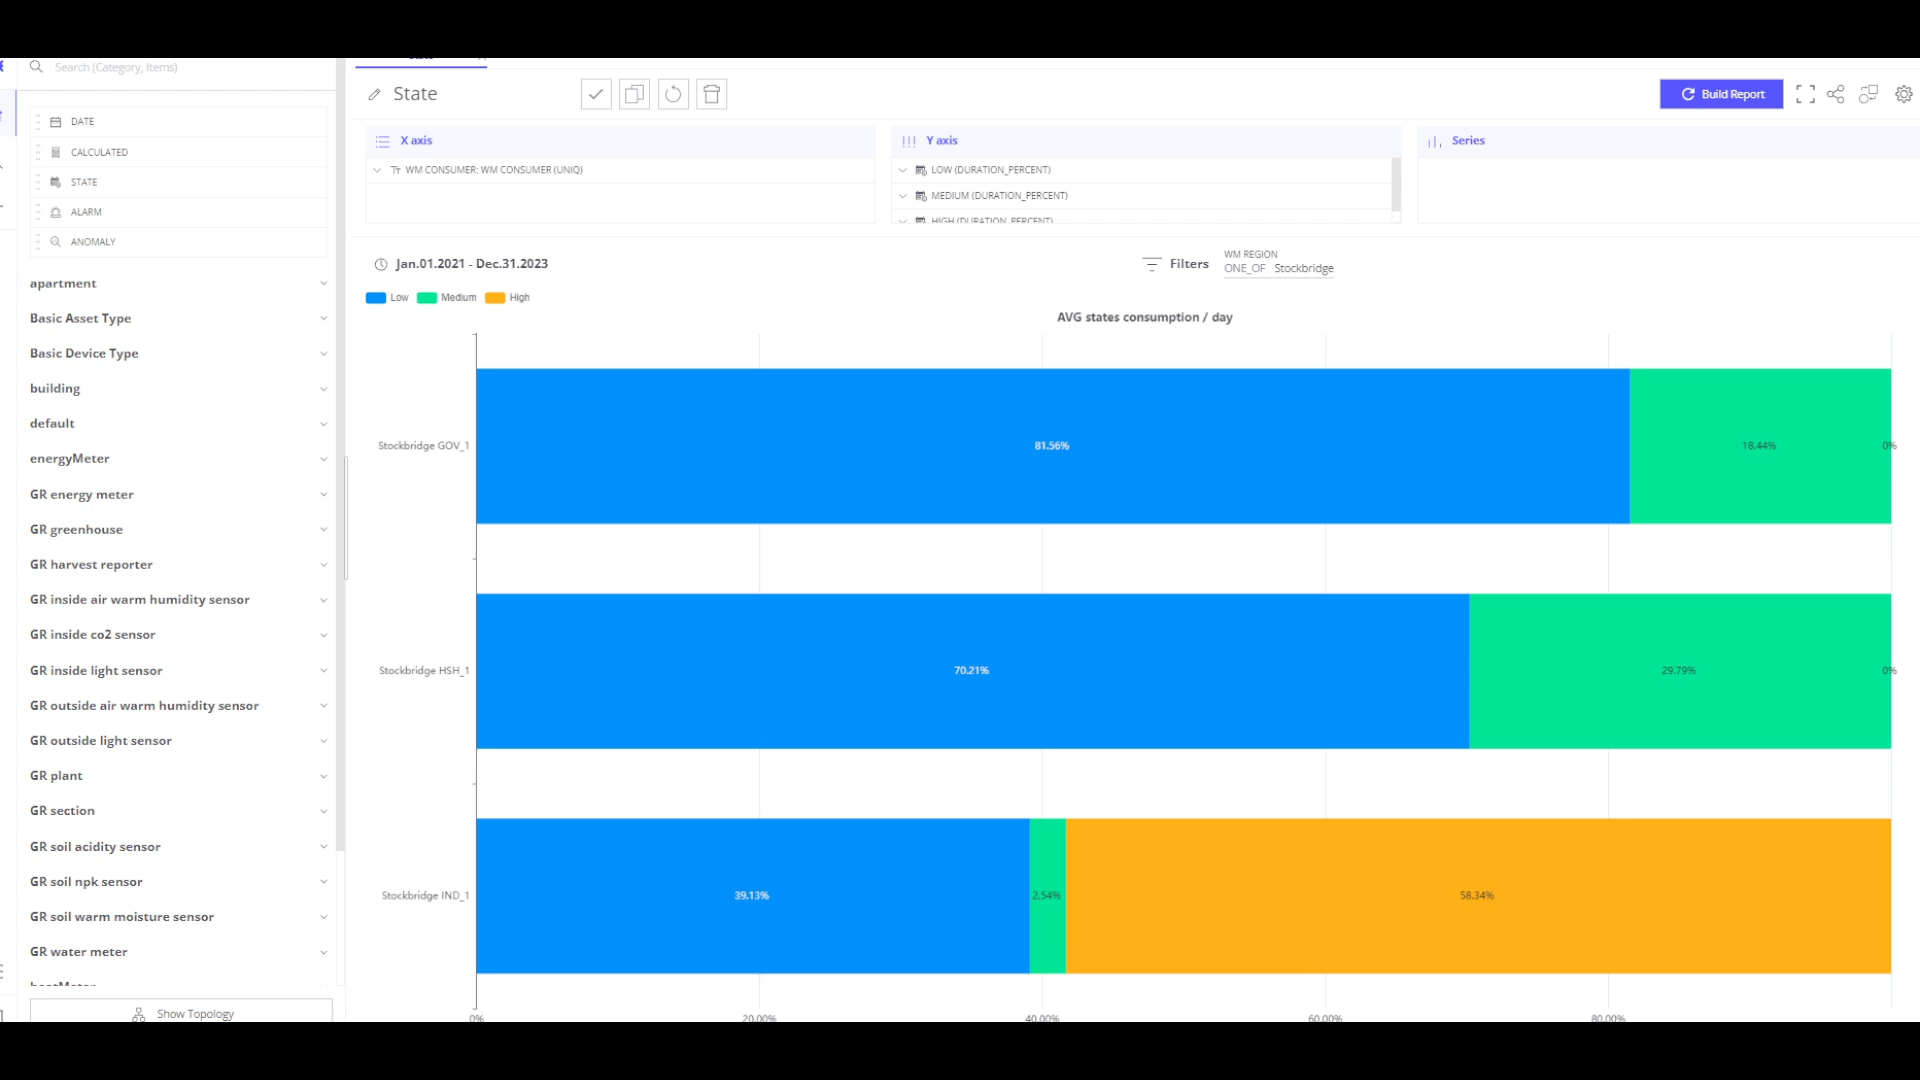 Search (Category, Items)
DATE
CALCULATED
STATE
ALARM
ANOMALY
apartment
Basic Asset Type
Basic Device Type
building
default
energyMeter
GR energy meter
GR greenhouse
GR harvest reporter
GR inside air warm humidity sensor
GR inside co2 sensor
GR inside light sensor
GR outside air warm humidity sensor
GR outside light sensor
GR plant
GR section
GR soil acidity sensor
GR soil npk sensor
GR soil warm moisture sensor
GR water meter
Show Topology
State
Build Report
X axis
WM CONSUMER: WM CONSUMER (UNIQ)
Y axis
LOW (DURATION_PERCENT)
MEDIUM (DURATION_PERCENT)
HIGH (DURATION_PERCENT)
Series
Jan.01.2021 - Dec.31.2023
Filters
WM REGION
ONE_OF Stockbridge
Low Medium High
AVG states consumption / day
Stockbridge GOV_1 81.56% 18.44% 0%
Stockbridge HSH_1 70.21% 29.79% 0%
Stockbridge IND_1 39.13% 2.54% 58.34%
0% 20.00% 40.00% 60.00% 80.00%